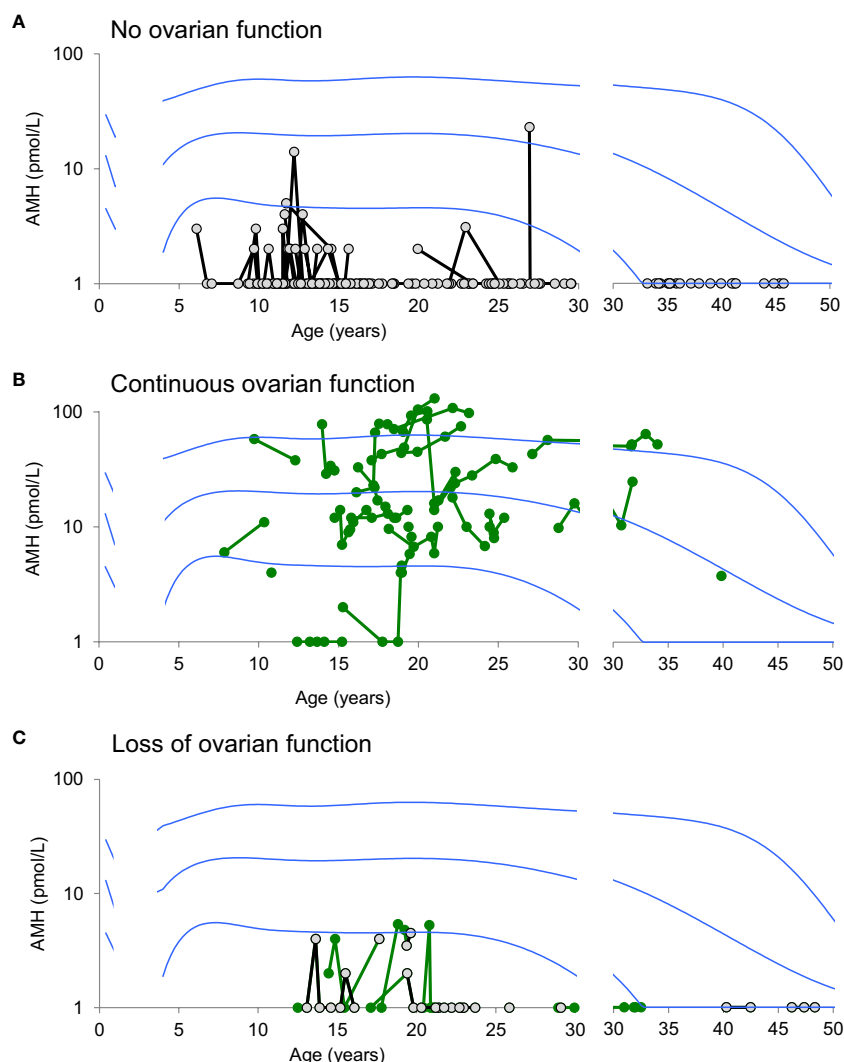 A
No ovarian function
100
10
1
AMH (pmol/L)
0 5 10 15 20 25 30 30 35 40 45 50
Age (years)
B
Continuous ovarian function
100
10
1
AMH (pmol/L)
0 5 10 15 20 25 30 30 35 40 45 50
Age (years)
C
Loss of ovarian function
100
10
1
AMH (pmol/L)
0 5 10 15 20 25 30 30 35 40 45 50
Age (years)